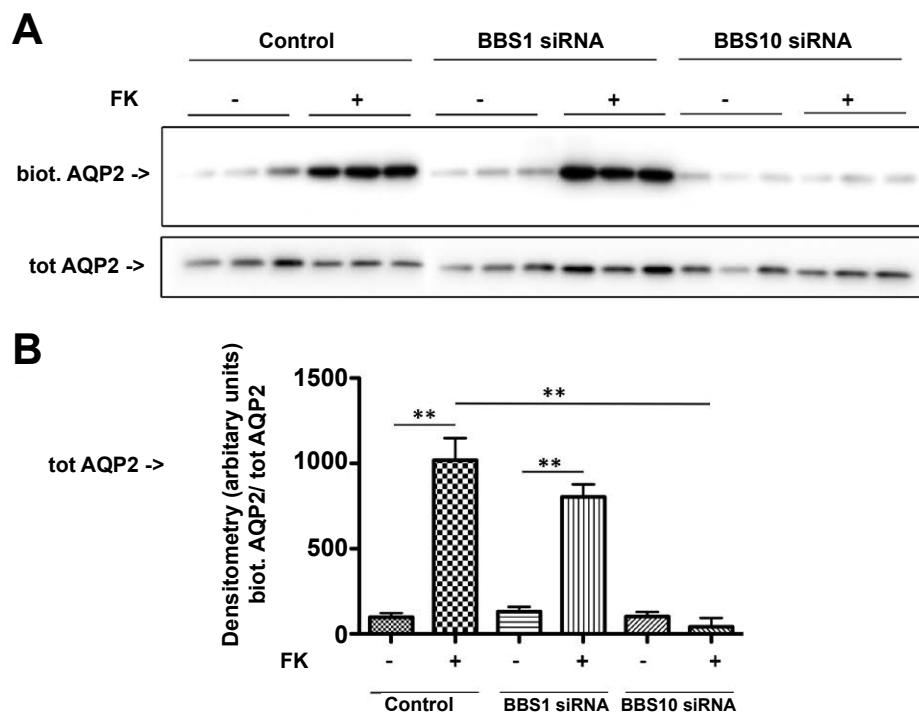 A
Control BBS1 siRNA BBS10 siRNA
FK - + - + - +
biot. AQP2 ->
tot AQP2 ->
B
tot AQP2 ->
Densitometry (arbitary units)
biot. AQP2/ tot AQP2
1500
1000
500
0
** ** **
FK - + - + - +
Control BBS1 siRNA BBS10 siRNA